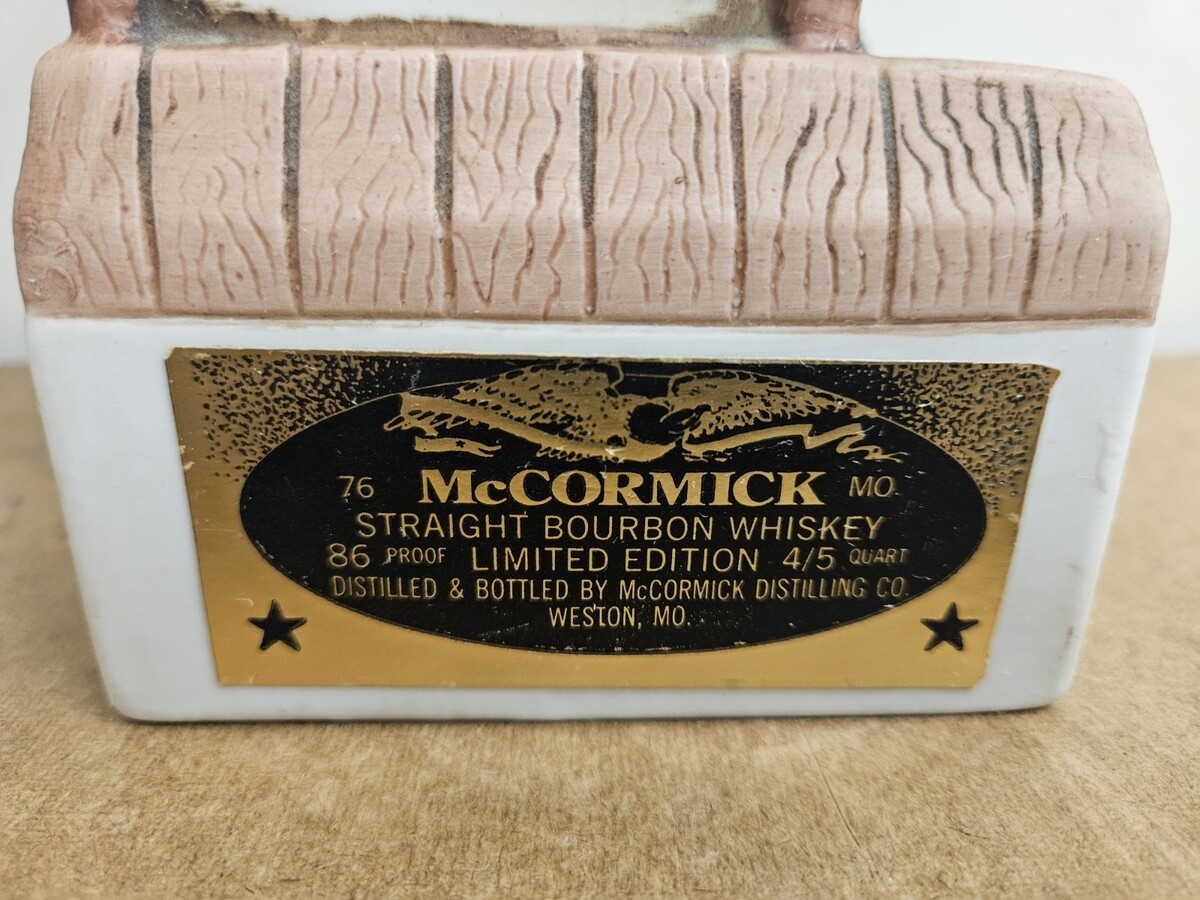 76 McCORMICK MO.
STRAIGHT BOURBON WHISKEY
86 PROOF LIMITED EDITION 4/5 QUART
DISTILLED & BOTTLED BY McCORMICK DISTILLING CO.
WESTON, MO.